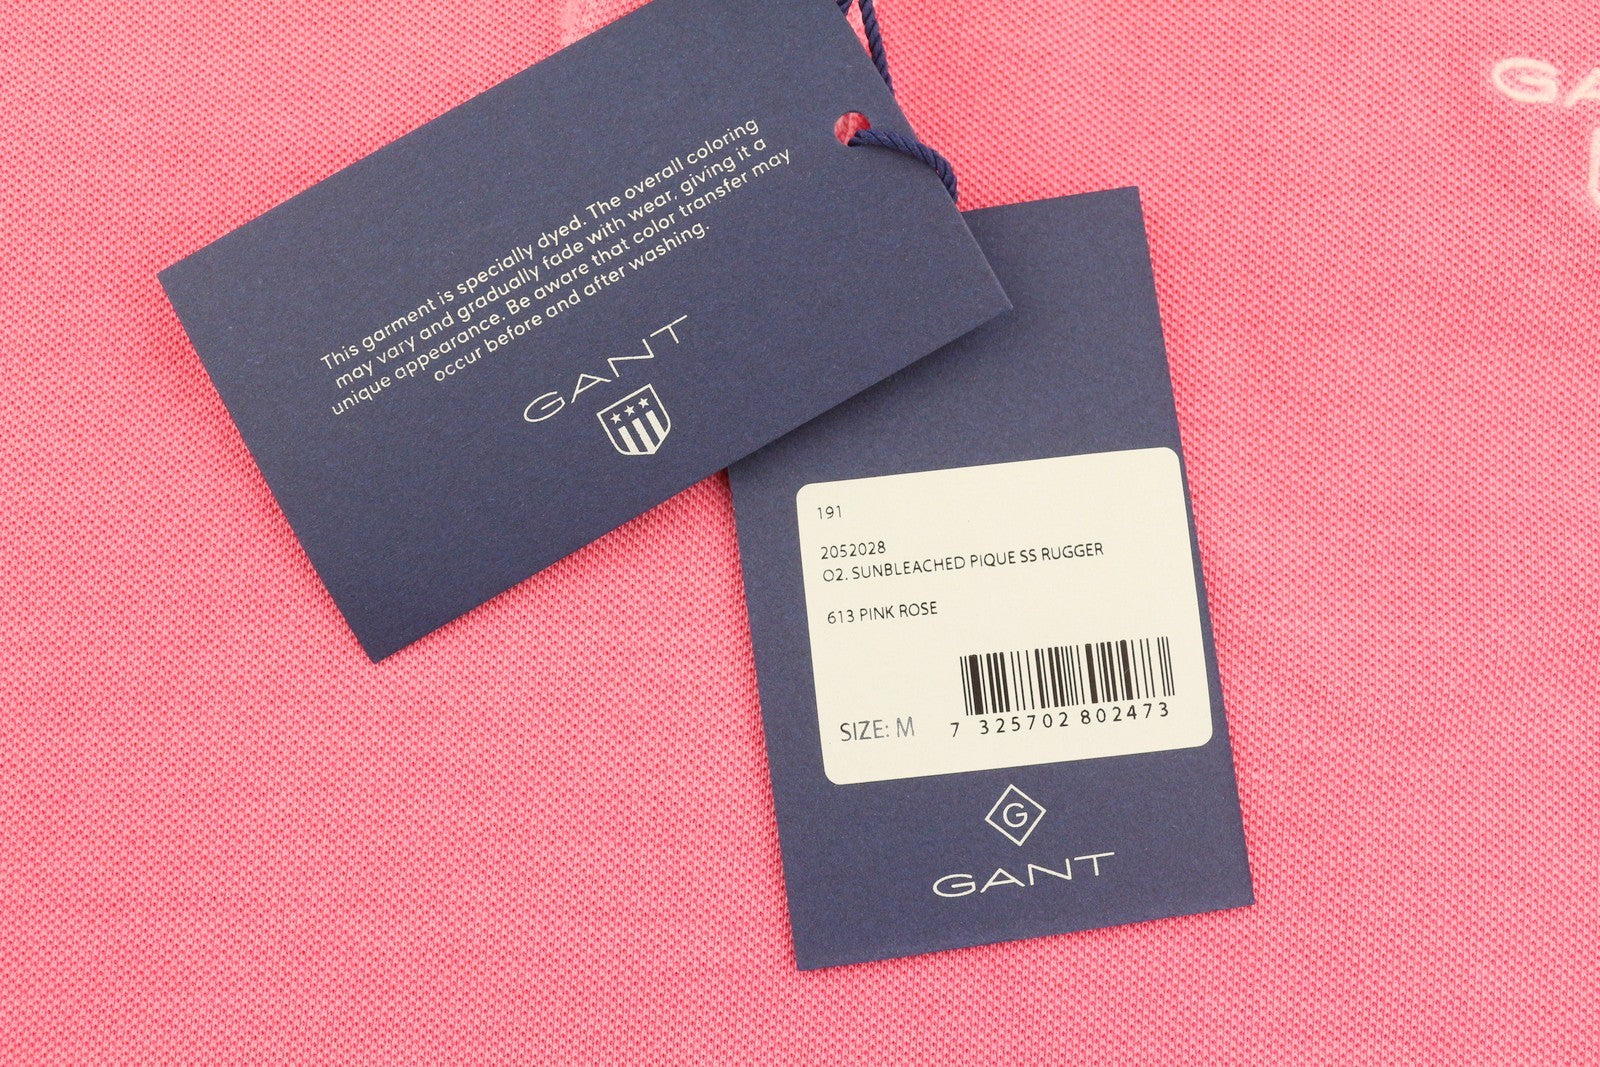 This garment is specially dyed. The overall coloring
may vary and gradually fade with wear, giving it a
unique appearance. Be aware that color transfer may
occur before and after washing.
GANT
191
2052028
O2. SUNBLEACHED PIQUE SS RUGGER
613 PINK ROSE
SIZE: M
7 325702 802473
G
GANT
GA